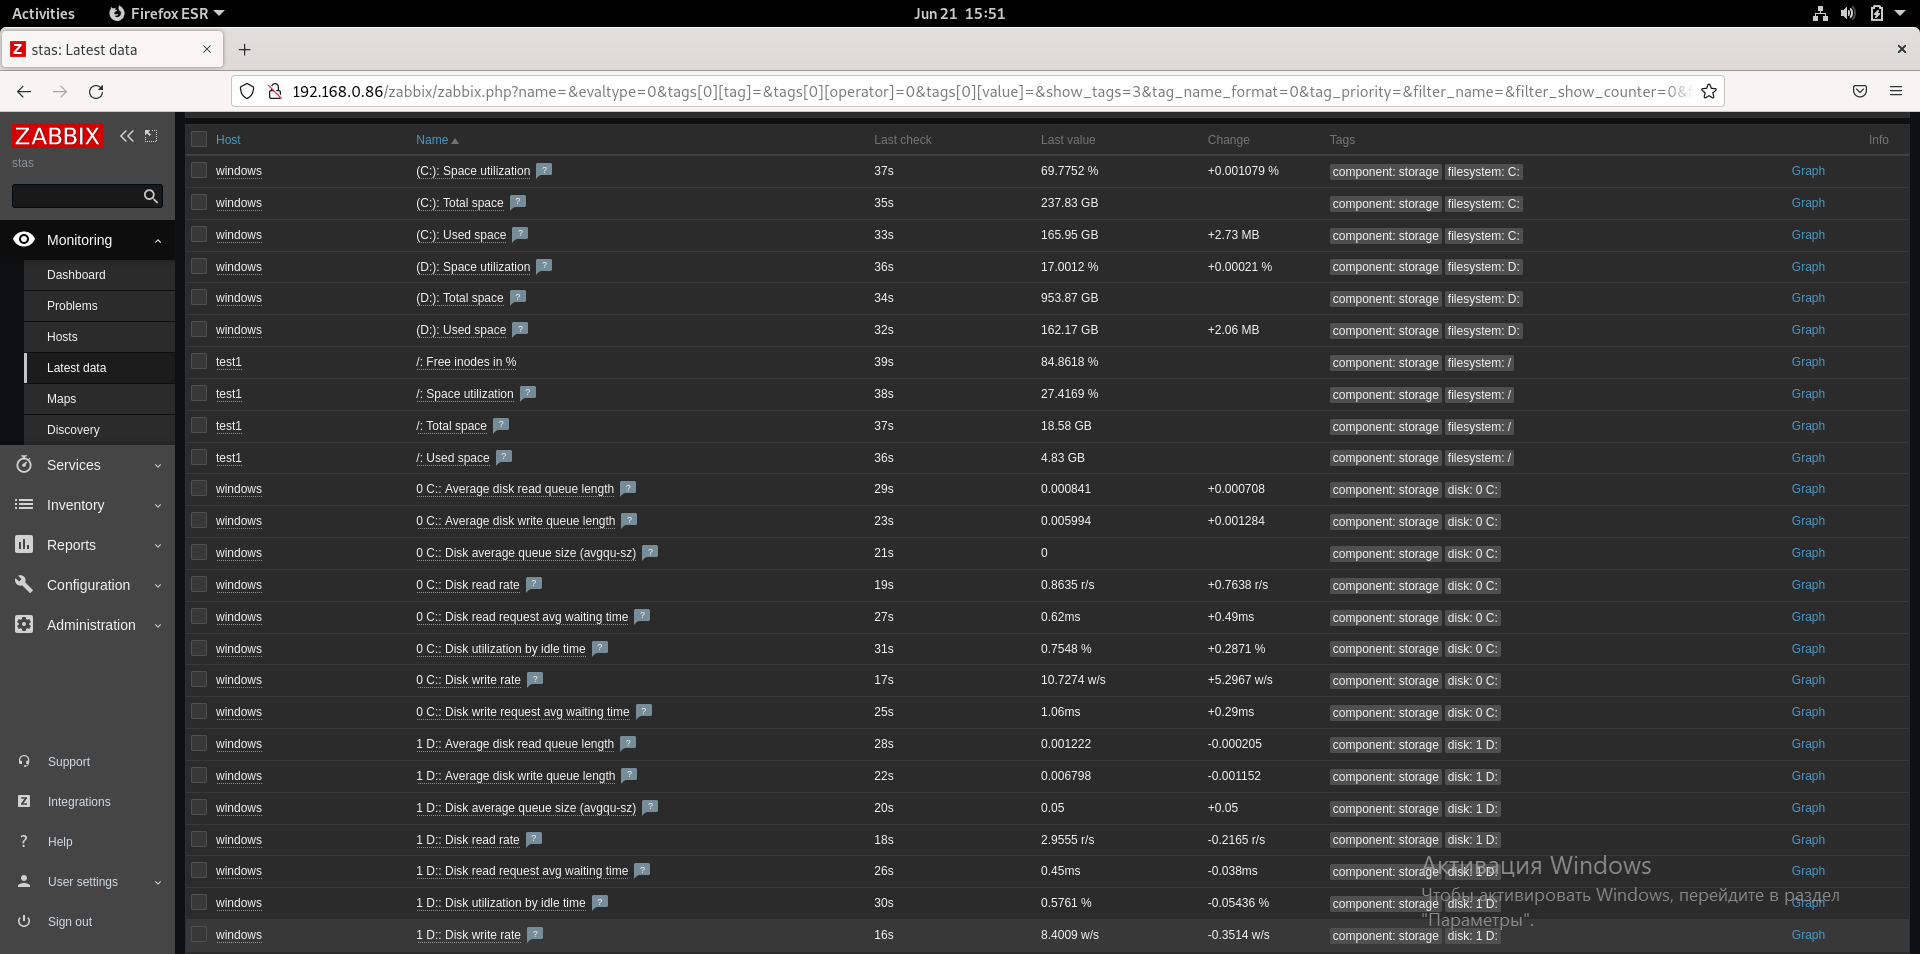 Activities Firefox ESR Jun 21 15:51
stas: Latest data
192.168.0.86/zabbix/zabbix.php?name=&evaltype=0&tags[0][tag]=&tags[0][operator]=0&tags[0][value]=&show_tags=3&tag_name_format=0&tag_priority=&filter_name=&filter_show_counter=0&
ZABBIX
stas
Monitoring
Dashboard
Problems
Hosts
Latest data
Maps
Discovery
Services
Inventory
Reports
Configuration
Administration
Support
Integrations
Help
User settings
Sign out
Host Name Last check Last value Change Tags Info
windows (C:): Space utilization ? 37s 69.7752 % +0.001079 % component: storage filesystem: C: Graph
windows (C:): Total space ? 35s 237.83 GB component: storage filesystem: C: Graph
windows (C:): Used space ? 33s 165.95 GB +2.73 MB component: storage filesystem: C: Graph
windows (D:): Space utilization ? 36s 17.0012 % +0.00021 % component: storage filesystem: D: Graph
windows (D:): Total space ? 34s 953.87 GB component: storage filesystem: D: Graph
windows (D:): Used space ? 32s 162.17 GB +2.06 MB component: storage filesystem: D: Graph
test1 /: Free inodes in % 39s 84.8618 % component: storage filesystem: / Graph
test1 /: Space utilization ? 38s 27.4169 % component: storage filesystem: / Graph
test1 /: Total space ? 37s 18.58 GB component: storage filesystem: / Graph
test1 /: Used space ? 36s 4.83 GB component: storage filesystem: / Graph
windows 0 C:: Average disk read queue length ? 29s 0.000841 +0.000708 component: storage disk: 0 C: Graph
windows 0 C:: Average disk write queue length ? 23s 0.005994 +0.001284 component: storage disk: 0 C: Graph
windows 0 C:: Disk average queue size (avgqu-sz) ? 21s 0 component: storage disk: 0 C: Graph
windows 0 C:: Disk read rate ? 19s 0.8635 r/s +0.7638 r/s component: storage disk: 0 C: Graph
windows 0 C:: Disk read request avg waiting time ? 27s 0.62ms +0.49ms component: storage disk: 0 C: Graph
windows 0 C:: Disk utilization by idle time ? 31s 0.7548 % +0.2871 % component: storage disk: 0 C: Graph
windows 0 C:: Disk write rate ? 17s 10.7274 w/s +5.2967 w/s component: storage disk: 0 C: Graph
windows 0 C:: Disk write request avg waiting time ? 25s 1.06ms +0.29ms component: storage disk: 0 C: Graph
windows 1 D:: Average disk read queue length ? 28s 0.001222 -0.000205 component: storage disk: 1 D: Graph
windows 1 D:: Average disk write queue length ? 22s 0.006798 -0.001152 component: storage disk: 1 D: Graph
windows 1 D:: Disk average queue size (avgqu-sz) ? 20s 0.05 +0.05 component: storage disk: 1 D: Graph
windows 1 D:: Disk read rate ? 18s 2.9555 r/s -0.2165 r/s component: storage disk: 1 D: Graph
windows 1 D:: Disk read request avg waiting time ? 26s 0.45ms -0.038ms component: storage disk: 1 D: Graph
windows 1 D:: Disk utilization by idle time ? 30s 0.5761 % -0.05436 % component: storage disk: 1 D: Graph
windows 1 D:: Disk write rate ? 16s 8.4009 w/s -0.3514 w/s component: storage disk: 1 D: Graph
Активация Windows
Чтобы активировать Windows, перейдите в раздел
"Параметры".